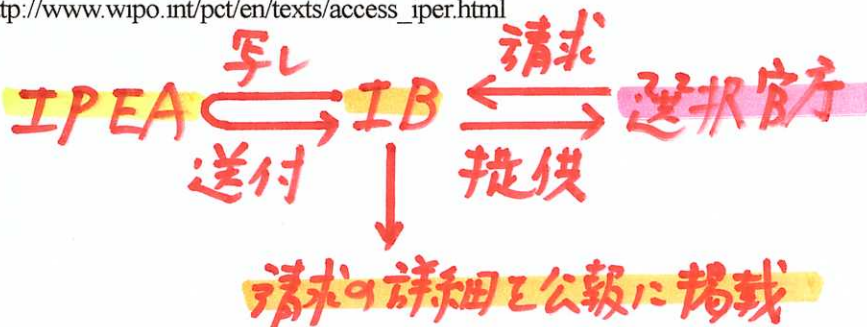 tp://www.wipo.int/pct/en/texts/access_iper.html
写し 請求
IPEA IB 選択官庁
送付 提供
請求の詳細を公報に掲載